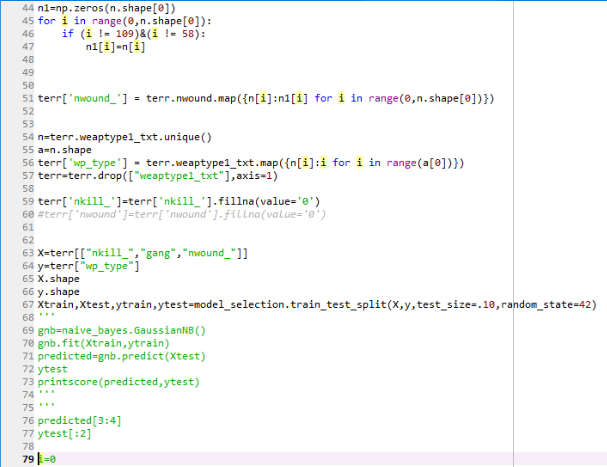 44 n1=np.zeros(n.shape[0])
45 for i in range(0,n.shape[0]):
46     if (i != 109)&(i != 58):
47         n1[i]=n[i]
48
49
50
51 terr['nwound_'] = terr.nwound.map({n[i]:n1[i] for i in range(0,n.shape[0])})
52
53
54 n=terr.weaptype1_txt.unique()
55 a=n.shape
56 terr['wp_type'] = terr.weaptype1_txt.map({n[i]:i for i in range(a[0])})
57 terr=terr.drop(["weaptype1_txt"],axis=1)
58
59 terr['nkill_']=terr['nkill_'].fillna(value='0')
60 #terr['nwound']=terr['nwound'].fillna(value='0')
61
62
63 X=terr[["nkill_","gang","nwound_"]]
64 y=terr["wp_type"]
65 X.shape
66 y.shape
67 Xtrain,Xtest,ytrain,ytest=model_selection.train_test_split(X,y,test_size=.10,random_state=42)
68 '''
69 gnb=naive_bayes.GaussianNB()
70 gnb.fit(Xtrain,ytrain)
71 predicted=gnb.predict(Xtest)
72 ytest
73 printscore(predicted,ytest)
74 '''
75 '''
76 predicted[3:4]
77 ytest[:2]
78
79 i=0